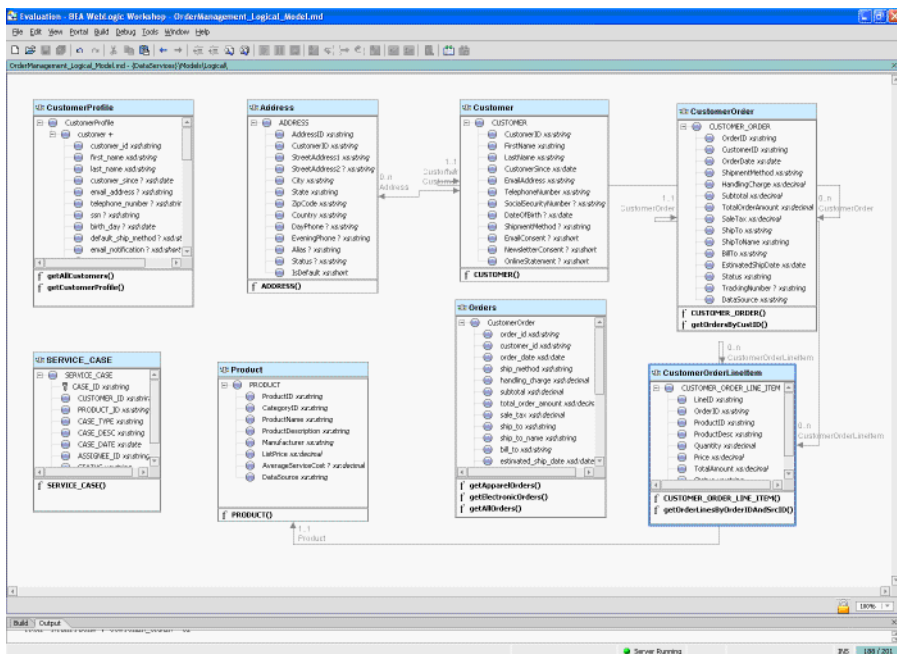 Evaluation - BEA WebLogic Workshop - OrderManagement_Logical_Model.md
File Edit View Portal Build Debug Tools Window Help
OrderManagement_Logical_Model.md - {DataServices}\Models\Logical\
CustomerProfile
CustomerProfile
customer +
customer_id xsd:string
first_name xsd:string
last_name xsd:string
customer_since ? xsd:date
email_address ? xsd:string
telephone_number ? xsd:strin
ssn ? xsd:string
birth_day ? xsd:date
default_ship_method ? xsd:st
email_notification ? xsd:short
getAllCustomers()
getCustomerProfile()
Address
ADDRESS
AddressID xs:string
CustomerID xs:string
StreetAddress1 xs:string
StreetAddress2 ? xs:string
City xs:string
State xs:string
ZipCode xs:string
Country xs:string
DayPhone ? xs:string
EveningPhone ? xs:string
Alias ? xs:string
Status ? xs:string
IsDefault xs:short
ADDRESS()
0..n
Address
1..1
Customer
CUSTOMER
CustomerID xs:string
FirstName xs:string
LastName xs:string
CustomerSince xs:date
EmailAddress xs:string
TelephoneNumber xs:string
SocialSecurityNumber ? xs:string
DateOfBirth ? xs:date
ShipmentMethod ? xs:string
EmailConsent ? xs:short
NewsletterConsent ? xs:short
OnlineStatement ? xs:short
CUSTOMER()
1..1
CustomerOrder
CustomerOrder
CUSTOMER_ORDER
OrderID xs:string
CustomerID xs:string
OrderDate xs:date
ShipmentMethod xs:string
HandlingCharge xs:decimal
Subtotal xs:decimal
TotalOrderAmount xs:decimal
SaleTax xs:decimal
ShipTo xs:string
ShipToName xs:string
BillTo xs:string
EstimatedShipDate xs:date
Status xs:string
TrackingNumber ? xs:string
DataSource xs:string
CUSTOMER_ORDER()
getOrdersByCustID()
0..n
CustomerOrder
0..n
CustomerOrderLineItem
SERVICE_CASE
SERVICE_CASE
CASE_ID xs:string
CUSTOMER_ID xs:string
PRODUCT_ID xs:string
CASE_TYPE xs:string
CASE_DESC xs:string
CASE_DATE xs:date
ASSIGNEE_ID xs:string
SERVICE_CASE()
Product
PRODUCT
ProductID xs:string
CategoryID xs:string
ProductName xs:string
ProductDescription xs:string
Manufacturer xs:string
ListPrice xs:decimal
AverageServiceCost ? xs:decimal
DataSource xs:string
PRODUCT()
1..1
Product
Orders
CustomerOrder
order_id xsd:string
customer_id xsd:string
order_date xsd:date
ship_method xsd:string
handling_charge xsd:decimal
subtotal xsd:decimal
total_order_amount xsd:decim
sale_tax xsd:decimal
ship_to xsd:string
ship_to_name xsd:string
bill_to xsd:string
estimated_ship_date xsd:date
getApparelOrders()
getElectronicOrders()
getAllOrders()
CustomerOrderLineItem
CUSTOMER_ORDER_LINE_ITEM
LineID xs:string
OrderID xs:string
ProductID xs:string
ProductDesc xs:string
Quantity xs:decimal
Price xs:decimal
TotalAmount xs:decimal
CUSTOMER_ORDER_LINE_ITEM()
getOrderLinesByOrderIDAndSrcID()
0..n
CustomerOrderLineItem
100%
Build Output
Server Running
INS 188 / 201